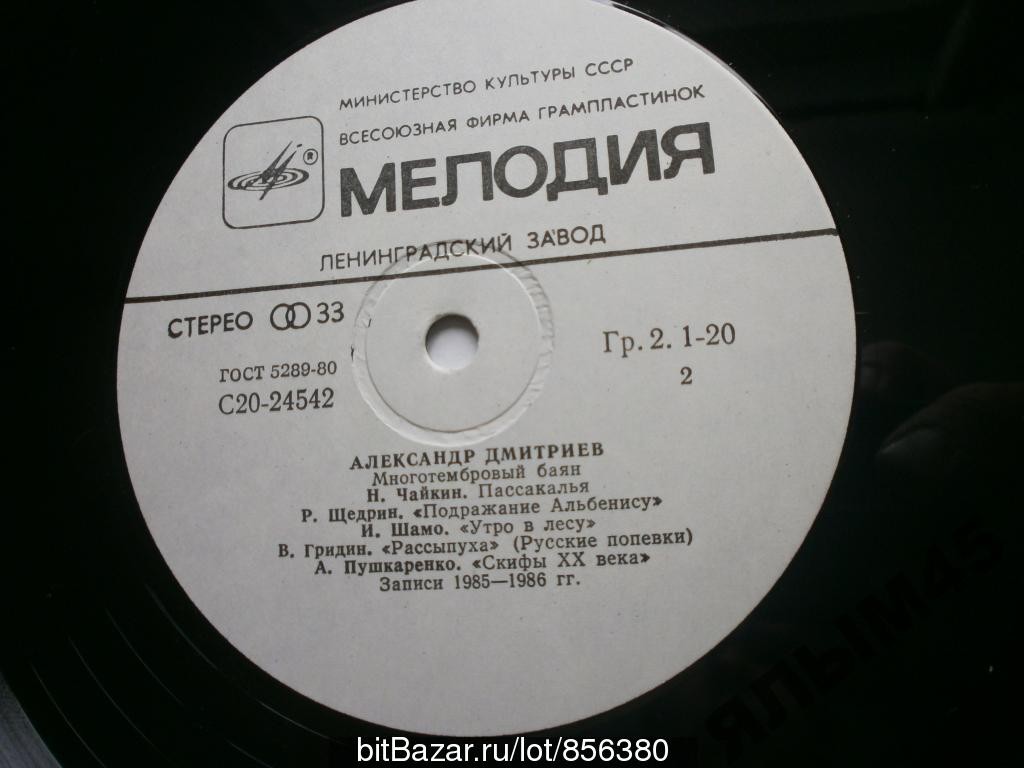 МИНИСТЕРСТВО КУЛЬТУРЫ СССР
ВСЕСОЮЗНАЯ ФИРМА ГРАМПЛАСТИНОК
®
МЕЛОДИЯ
ЛЕНИНГРАДСКИЙ ЗАВОД
СТЕРЕО 33
Гр. 2. 1-20
ГОСТ 5289-80
2
С20-24542
АЛЕКСАНДР ДМИТРИЕВ
Многотембровый баян
Н. Чайкин. Пассакалья
Р. Щедрин. «Подражание Альбенису»
И. Шамо. «Утро в лесу»
В. Гридин. «Рассыпуха» (Русские попевки)
А. Пушкаренко. «Скифы XX века»
Записи 1985—1986 гг.
ЯЛЫМ45
bitBazar.ru/lot/856380